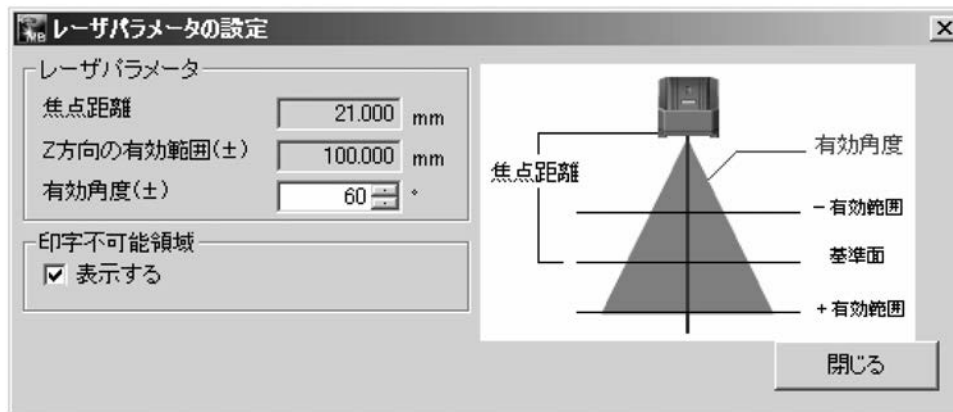 レーザパラメータの設定
レーザパラメータ
焦点距離 21.000 mm
Z方向の有効範囲(±) 100.000 mm
有効角度(±) 60 °
印字不可能領域
表示する
有効角度
焦点距離
－有効範囲
基準面
＋有効範囲
閉じる